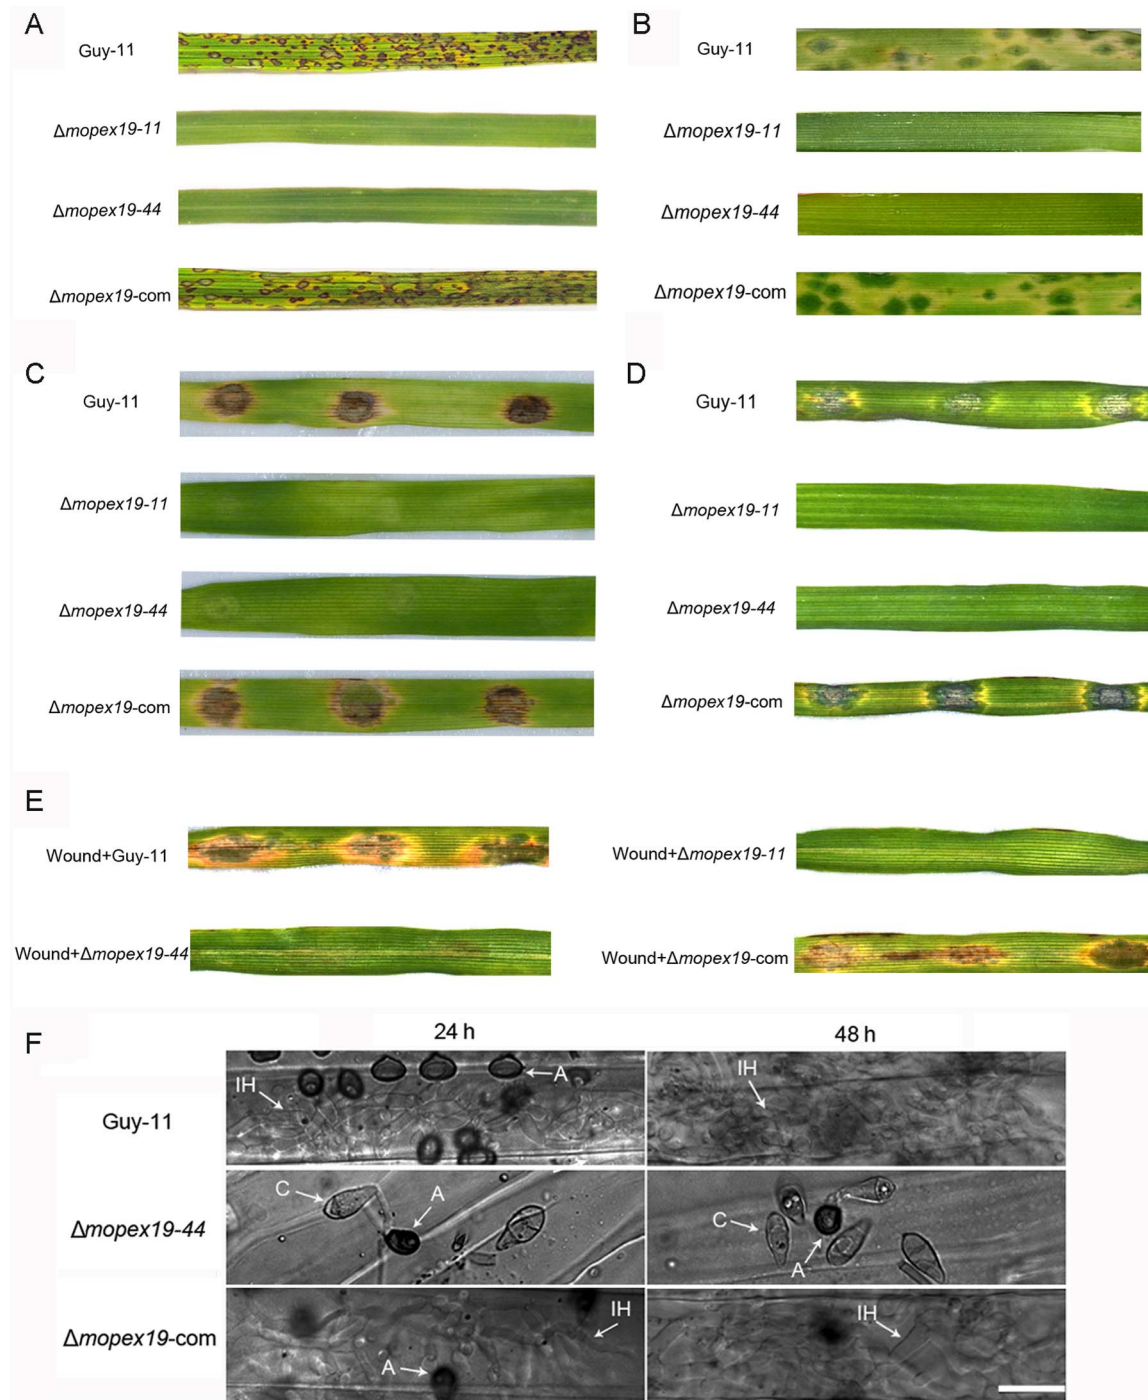 A
Guy-11
Δmopex19-11
Δmopex19-44
Δmopex19-com
B
Guy-11
Δmopex19-11
Δmopex19-44
Δmopex19-com
C
Guy-11
Δmopex19-11
Δmopex19-44
Δmopex19-com
D
Guy-11
Δmopex19-11
Δmopex19-44
Δmopex19-com
E
Wound+Guy-11
Wound+Δmopex19-11
Wound+Δmopex19-44
Wound+Δmopex19-com
F
24 h
48 h
Guy-11
IH
A
IH
Δmopex19-44
C
A
C
A
Δmopex19-com
IH
A
IH